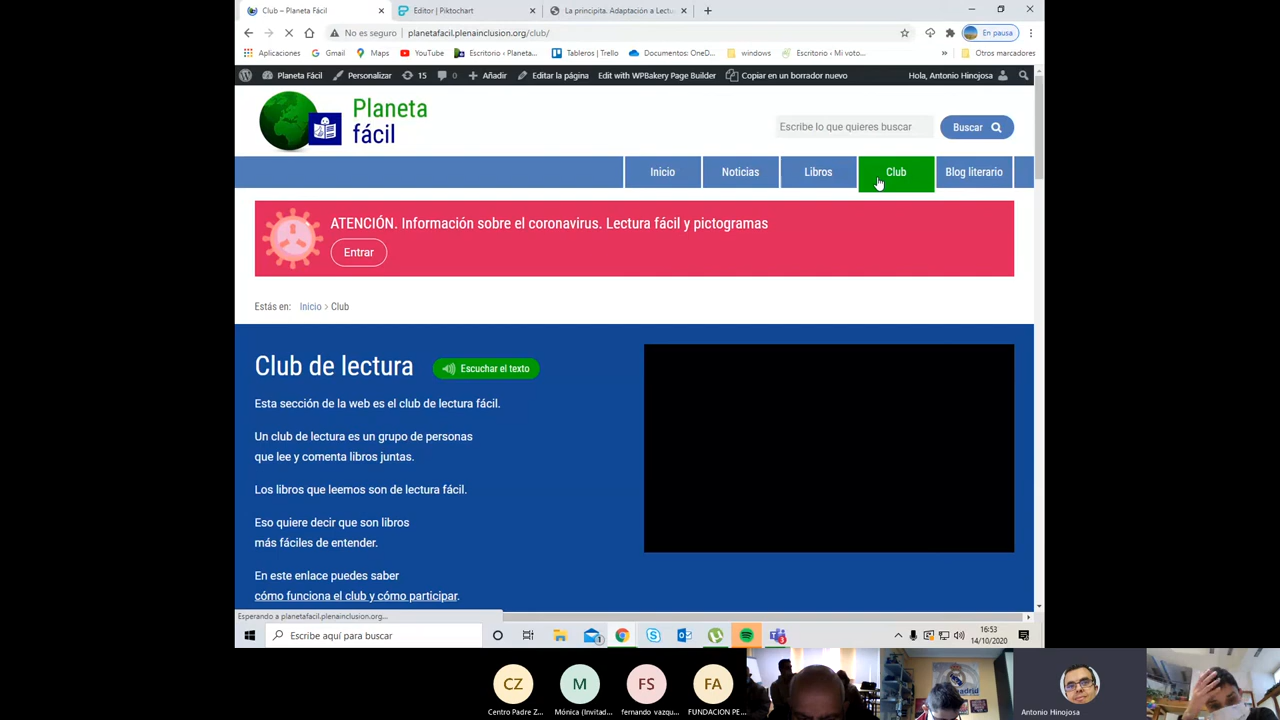 Club – Planeta Fácil
Editor | Piktochart
La principita. Adaptación a Lectu
No es seguro
planetafacil.plenainclusion.org/club/
En pausa
Aplicaciones
Gmail
Maps
YouTube
Escritorio ‹ Planeta...
Tableros | Trello
Documentos: OneD...
windows
Escritorio ‹ Mi voto...
»
Otros marcadores
Planeta Fácil
Personalizar
15
0
Añadir
Editar la página
Edit with WPBakery Page Builder
Copiar en un borrador nuevo
Hola, Antonio Hinojosa
Planeta
fácil
Escribe lo que quieres buscar
Buscar
Inicio
Noticias
Libros
Club
Blog literario
ATENCIÓN. Información sobre el coronavirus. Lectura fácil y pictogramas
Entrar
Estás en: Inicio › Club
Club de lectura
Escuchar el texto
Esta sección de la web es el club de lectura fácil.
Un club de lectura es un grupo de personas
que lee y comenta libros juntas.
Los libros que leemos son de lectura fácil.
Eso quiere decir que son libros
más fáciles de entender.
En este enlace puedes saber
cómo funciona el club y cómo participar.
Esperando a planetafacil.plenainclusion.org...
Escribe aquí para buscar
16:53
14/10/2020
CZ
M
FS
FA
Centro Padre Z...
Mónica (Invitad...
fernando vazqu...
FUNDACION PE...
Antonio Hinojosa